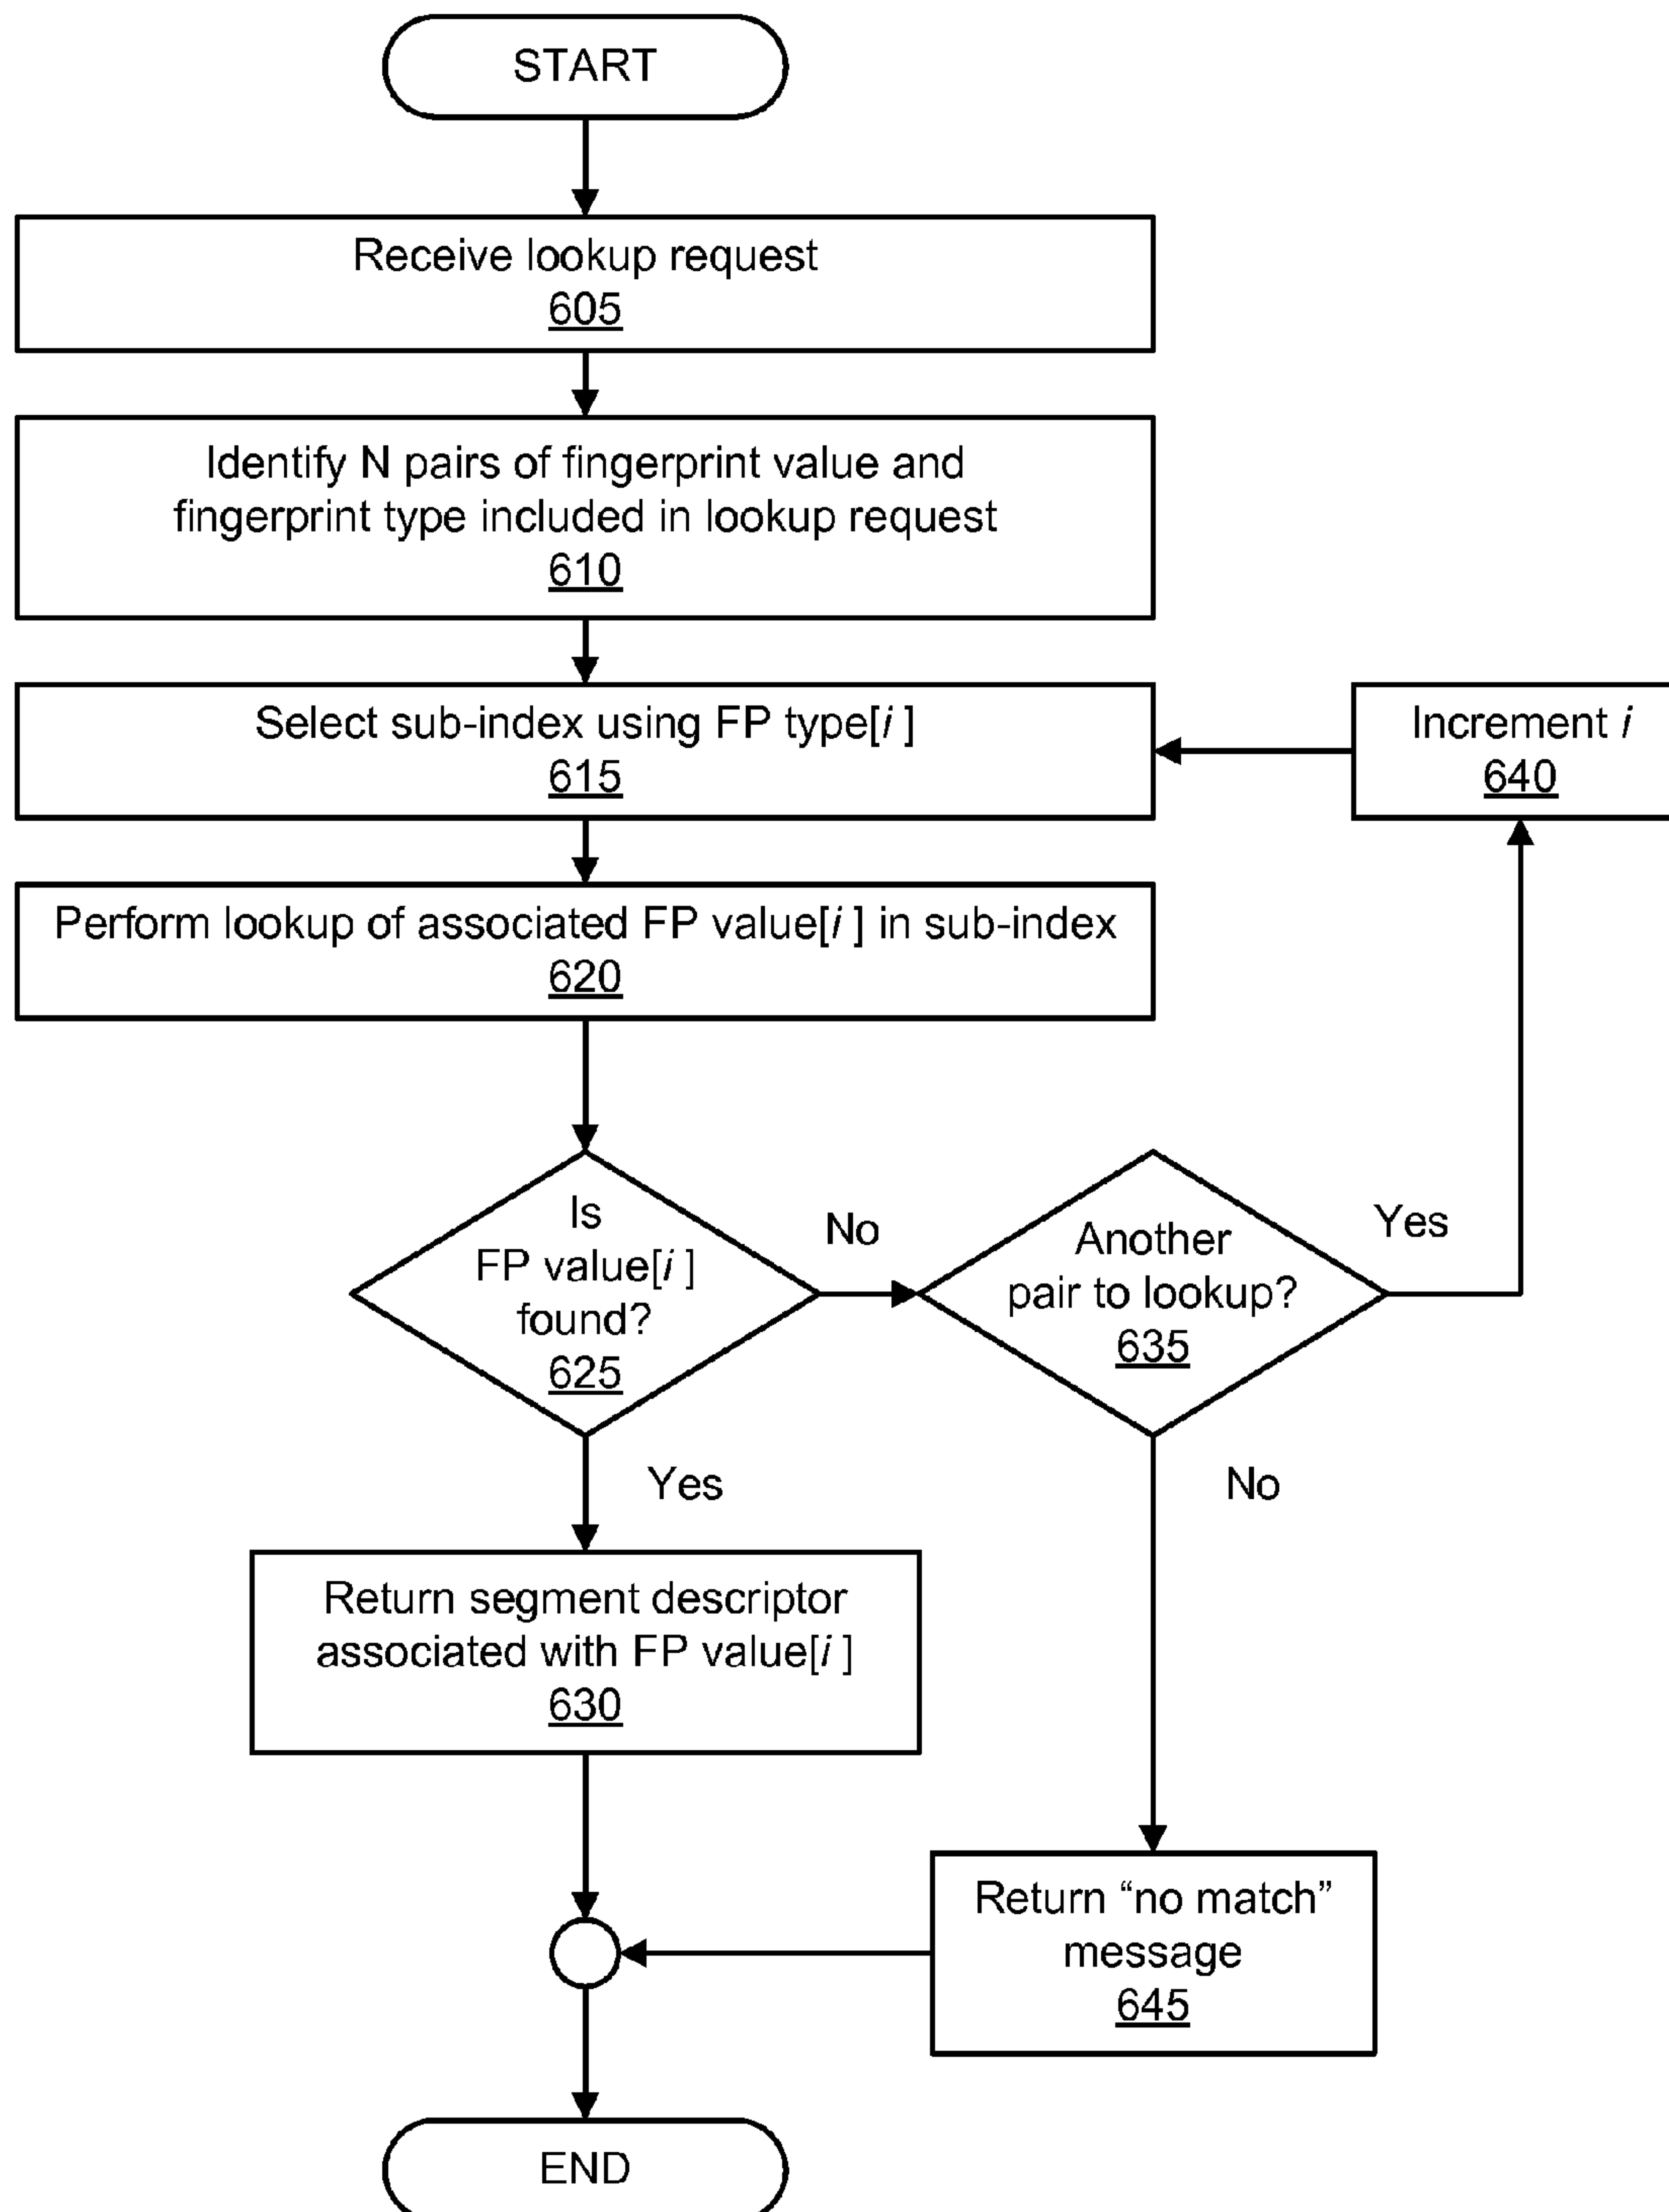 START
Receive lookup request
605
Identify N pairs of fingerprint value and
fingerprint type included in lookup request
610
Select sub-index using FP type[i ]
615
Increment i
640
Perform lookup of associated FP value[i ] in sub-index
620
Is
FP value[i ]
found?
625
No
Another
pair to lookup?
635
Yes
Yes
No
Return segment descriptor
associated with FP value[i ]
630
Return “no match”
message
645
END